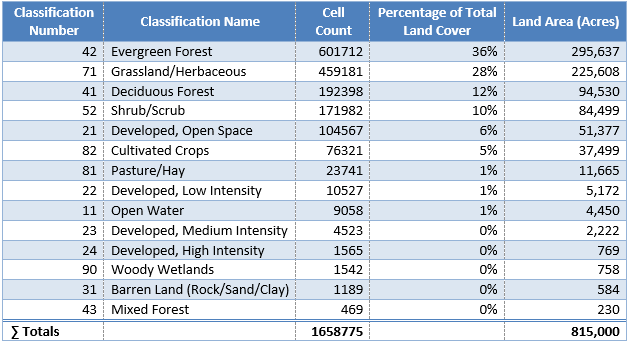 Classification Number Classification Name Cell Count Percentage of Total Land Cover Land Area (Acres)
42 Evergreen Forest 601712 36% 295,637
71 Grassland/Herbaceous 459181 28% 225,608
41 Deciduous Forest 192398 12% 94,530
52 Shrub/Scrub 171982 10% 84,499
21 Developed, Open Space 104567 6% 51,377
82 Cultivated Crops 76321 5% 37,499
81 Pasture/Hay 23741 1% 11,665
22 Developed, Low Intensity 10527 1% 5,172
11 Open Water 9058 1% 4,450
23 Developed, Medium Intensity 4523 0% 2,222
24 Developed, High Intensity 1565 0% 769
90 Woody Wetlands 1542 0% 758
31 Barren Land (Rock/Sand/Clay) 1189 0% 584
43 Mixed Forest 469 0% 230
∑ Totals 1658775 815,000